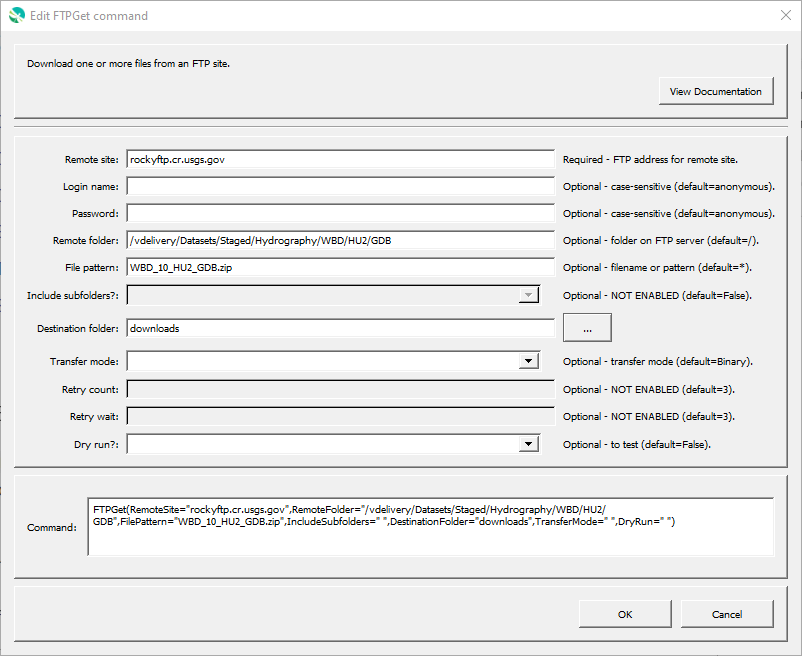 Edit FTPGet command
Download one or more files from an FTP site.
View Documentation
Remote site: rockyftp.cr.usgs.gov Required - FTP address for remote site.
Login name: Optional - case-sensitive (default=anonymous).
Password: Optional - case-sensitive (default=anonymous).
Remote folder: /vdelivery/Datasets/Staged/Hydrography/WBD/HU2/GDB Optional - folder on FTP server (default=/).
File pattern: WBD_10_HU2_GDB.zip Optional - filename or pattern (default=*).
Include subfolders?: Optional - NOT ENABLED (default=False).
Destination folder: downloads ...
Transfer mode: Optional - transfer mode (default=Binary).
Retry count: Optional - NOT ENABLED (default=3).
Retry wait: Optional - NOT ENABLED (default=3).
Dry run?: Optional - to test (default=False).
Command:
FTPGet(RemoteSite="rockyftp.cr.usgs.gov",RemoteFolder="/vdelivery/Datasets/Staged/Hydrography/WBD/HU2/
GDB",FilePattern="WBD_10_HU2_GDB.zip",IncludeSubfolders=" ",DestinationFolder="downloads",TransferMode=" ",DryRun=" ")
OK Cancel